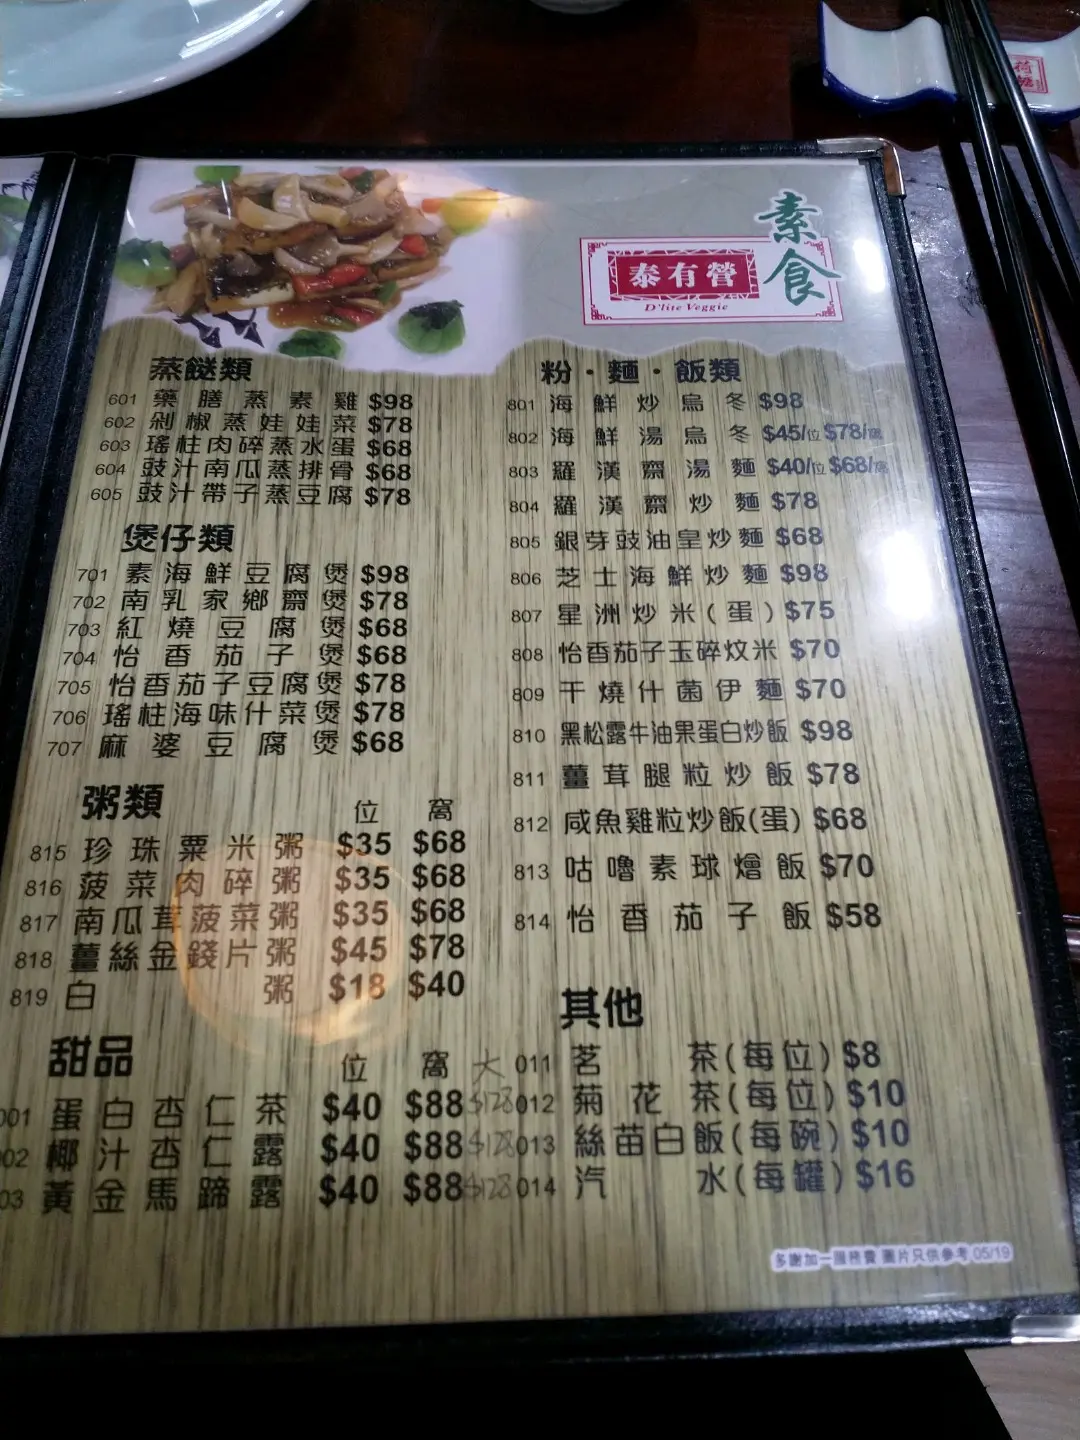 素食
泰有營
D'lite Veggie
蒸餸類
601 藥膳蒸素雞 $98
602 剁椒蒸娃娃菜 $78
603 瑤柱肉碎蒸水蛋 $68
604 豉汁南瓜蒸排骨 $68
605 豉汁帶子蒸豆腐 $78
煲仔類
701 素海鮮豆腐煲 $98
702 南乳家鄉齋煲 $78
703 紅燒豆腐煲 $68
704 怡香茄子煲 $68
705 怡香茄子豆腐煲 $78
706 瑤柱海味什菜煲 $78
707 麻婆豆腐煲 $68
粥類 位 窩
815 珍珠粟米粥 $35 $68
816 菠菜肉碎粥 $35 $68
817 南瓜茸菠菜粥 $35 $68
818 薑絲金錢片粥 $45 $78
819 白粥 $18 $40
甜品 位 窩 大
001 蛋白杏仁茶 $40 $88 $128
02 椰汁杏仁露 $40 $88 $128
03 黃金馬蹄露 $40 $88 $128
粉·麵·飯類
801 海鮮炒烏冬 $98
802 海鮮湯烏冬 $45/位 $78/窩
803 羅漢齋湯麵 $40/位 $68/窩
804 羅漢齋炒麵 $78
805 銀芽豉油皇炒麵 $68
806 芝士海鮮炒麵 $98
807 星洲炒米(蛋) $75
808 怡香茄子玉碎炆米 $70
809 干燒什菌伊麵 $70
810 黑松露牛油果蛋白炒飯 $98
811 薑茸腿粒炒飯 $78
812 咸魚雞粒炒飯(蛋) $68
813 咕嚕素球燴飯 $70
814 怡香茄子飯 $58
其他
011 茗茶(每位) $8
012 菊花茶(每位) $10
013 絲苗白飯(每碗) $10
014 汽水(每罐) $16
多謝加一服務費 圖片只供參考 05/19